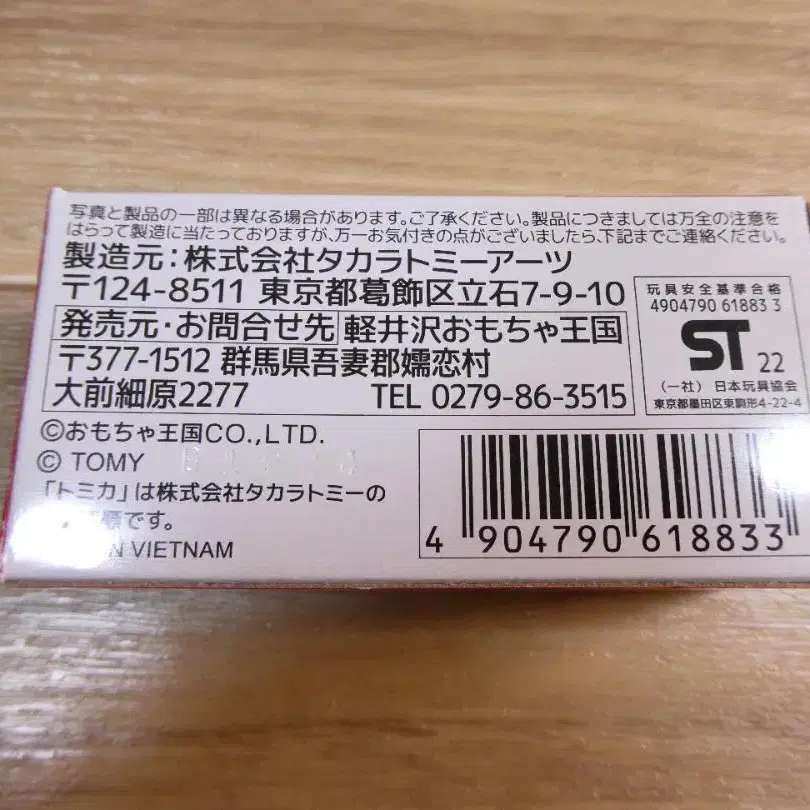 写真と製品の一部は異なる場合があります。ご了承ください。製品につきましては万全の注意を
はらって製造に当たっておりますが、万一お気付きの点がございましたら、下記までご連絡ください。
製造元:株式会社タカラトミーアーツ
〒124-8511 東京都葛飾区立石7-9-10
発売元・お問合せ先 軽井沢おもちゃ王国
〒377-1512 群馬県吾妻郡嬬恋村
大前細原2277 TEL 0279-86-3515
玩具安全基準合格
4904790 61883 3
ST 22
(一社) 日本玩具協会
東京都墨田区東駒形4-22-4
©おもちゃ王国CO.,LTD.
© TOMY
「トミカ」は株式会社タカラトミーの
です。
VIETNAM
4 904790 618833